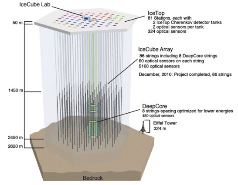 IceCube Lab
IceTop
81 Stations, each with
2 IceTop Cherenkov detector tanks
2 optical sensors per tank
324 optical sensors
50 m
IceCube Array
86 strings including 8 DeepCore strings
60 optical sensors on each string
5160 optical sensors
December, 2010: Project completed, 86 strings
1450 m
DeepCore
8 strings-spacing optimized for lower energies
480 optical sensors
Eiffel Tower
324 m
2450 m
2820 m
Bedrock